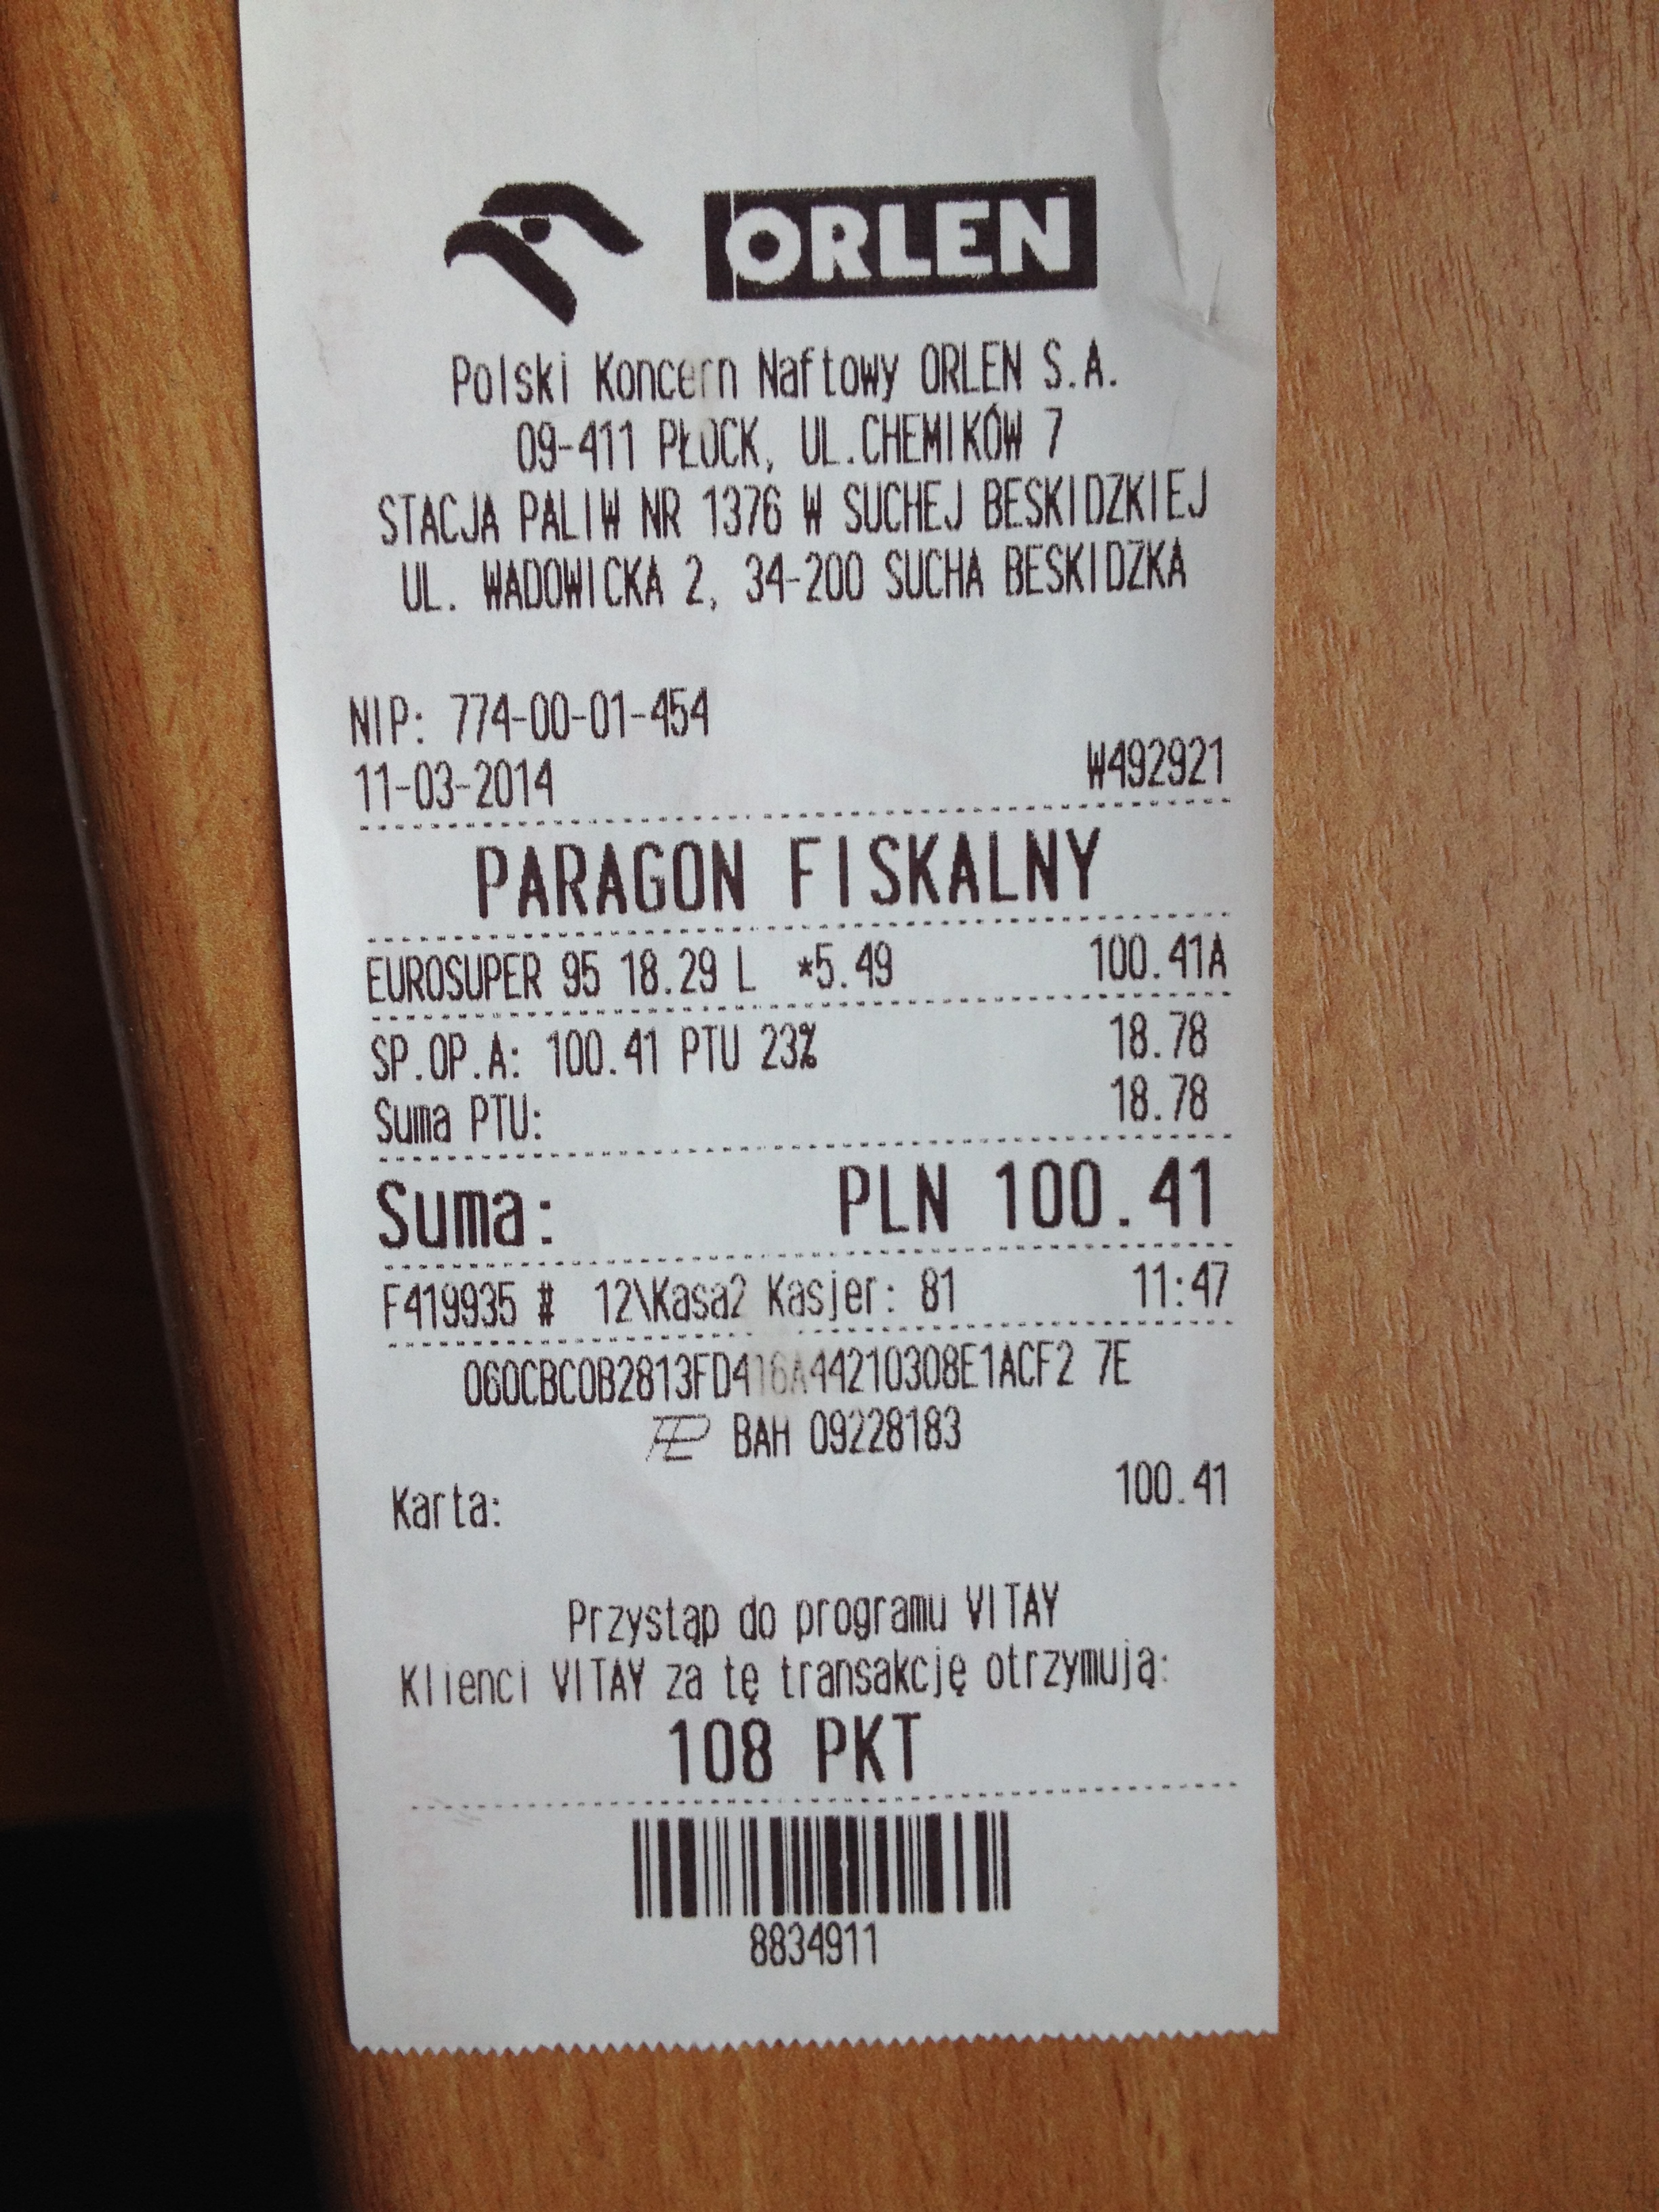 ORLEN
Polski Koncern Naftowy ORLEN S.A.
09-411 PŁOCK, UL.CHEMIKÓW 7
STACJA PALIW NR 1376 W SUCHEJ BESKIDZKIEJ
UL. WADOWICKA 2, 34-200 SUCHA BESKIDZKA
NIP: 774-00-01-454
11-03-2014 W492921
PARAGON FISKALNY
EUROSUPER 95 18.29 L *5.49 100.41A
SP.OP.A: 100.41 PTU 23% 18.78
Suma PTU: 18.78
Suma: PLN 100.41
F419935 # 12\Kasa2 Kasjer: 81 11:47
060CBC0B2813FD416A44210308E1ACF2 7E
BAH 09228183
Karta: 100.41
Przystąp do programu VITAY
Klienci VITAY za tę transakcję otrzymują:
108 PKT
8834911